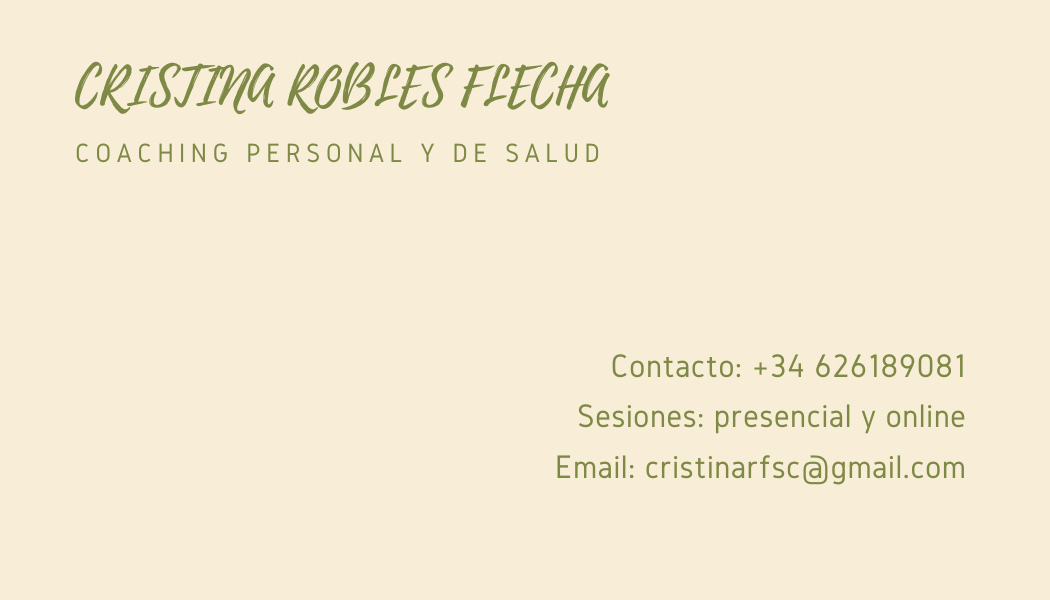 CRISTINA ROBLES FLECHA
COACHING PERSONAL Y DE SALUD
Contacto: +34 626189081
Sesiones: presencial y online
Email: cristinarfsc@gmail.com